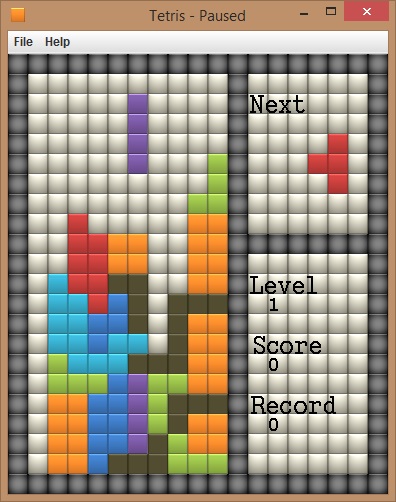 Tetris - Paused
File Help
Next
Level
1
Score
0
Record
0